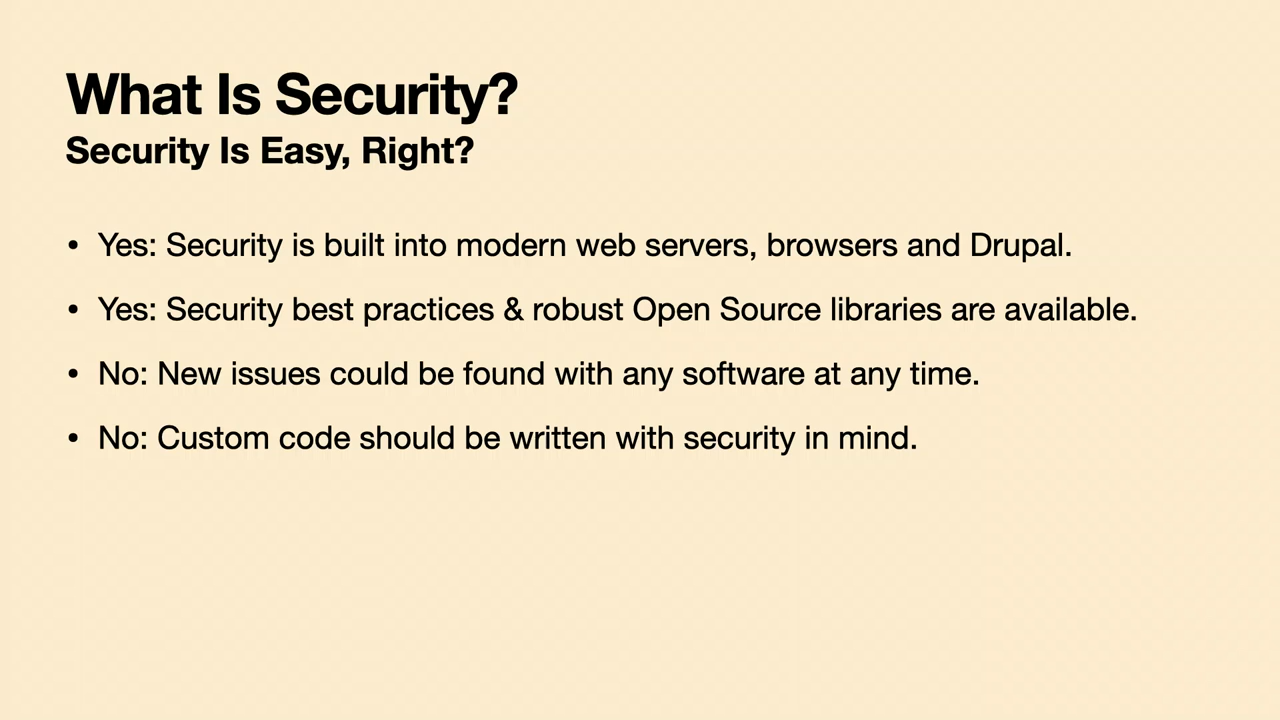 What Is Security?
Security Is Easy, Right?
• Yes: Security is built into modern web servers, browsers and Drupal.
• Yes: Security best practices & robust Open Source libraries are available.
• No: New issues could be found with any software at any time.
• No: Custom code should be written with security in mind.